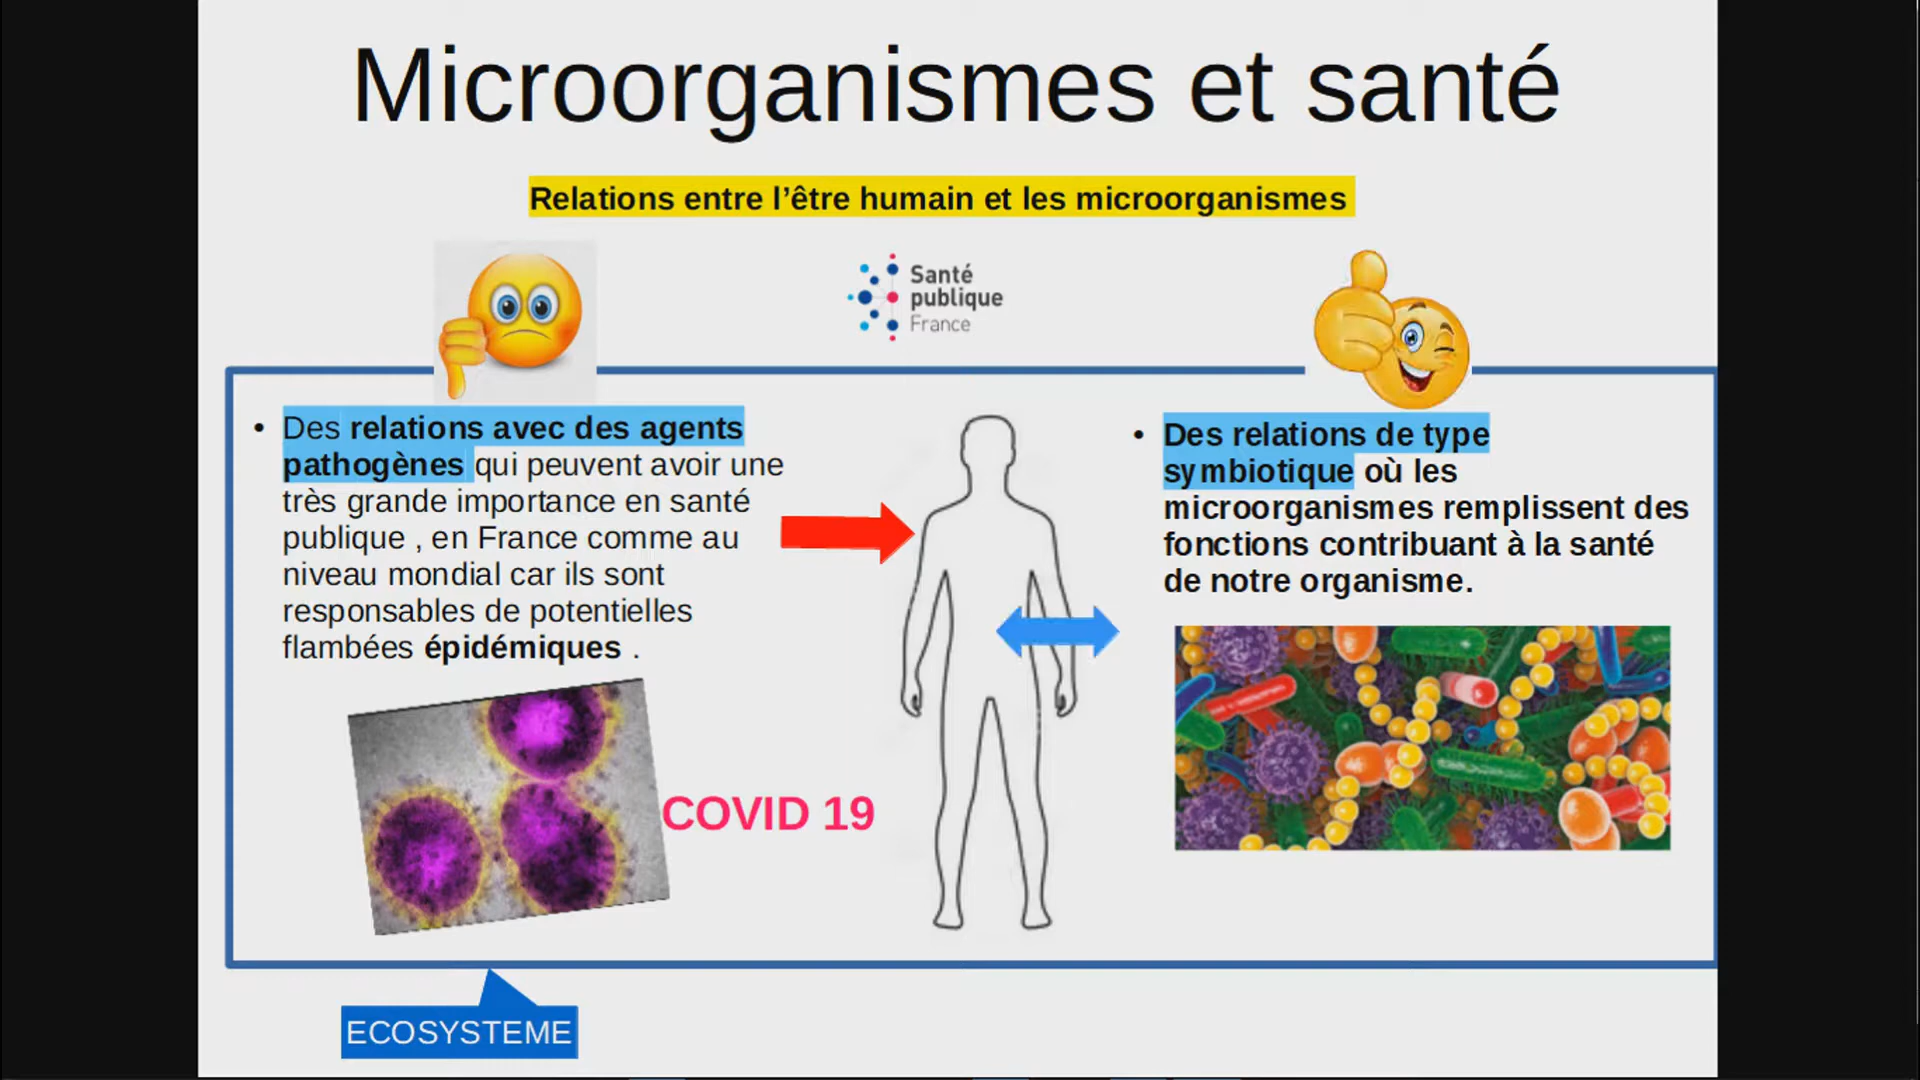 Microorganismes et santé
Relations entre l’être humain et les microorganismes
Santé
publique
France
• Des relations avec des agents
pathogènes qui peuvent avoir une
très grande importance en santé
publique , en France comme au
niveau mondial car ils sont
responsables de potentielles
flambées épidémiques .
COVID 19
• Des relations de type
symbiotique où les
microorganismes remplissent des
fonctions contribuant à la santé
de notre organisme.
ECOSYSTEME